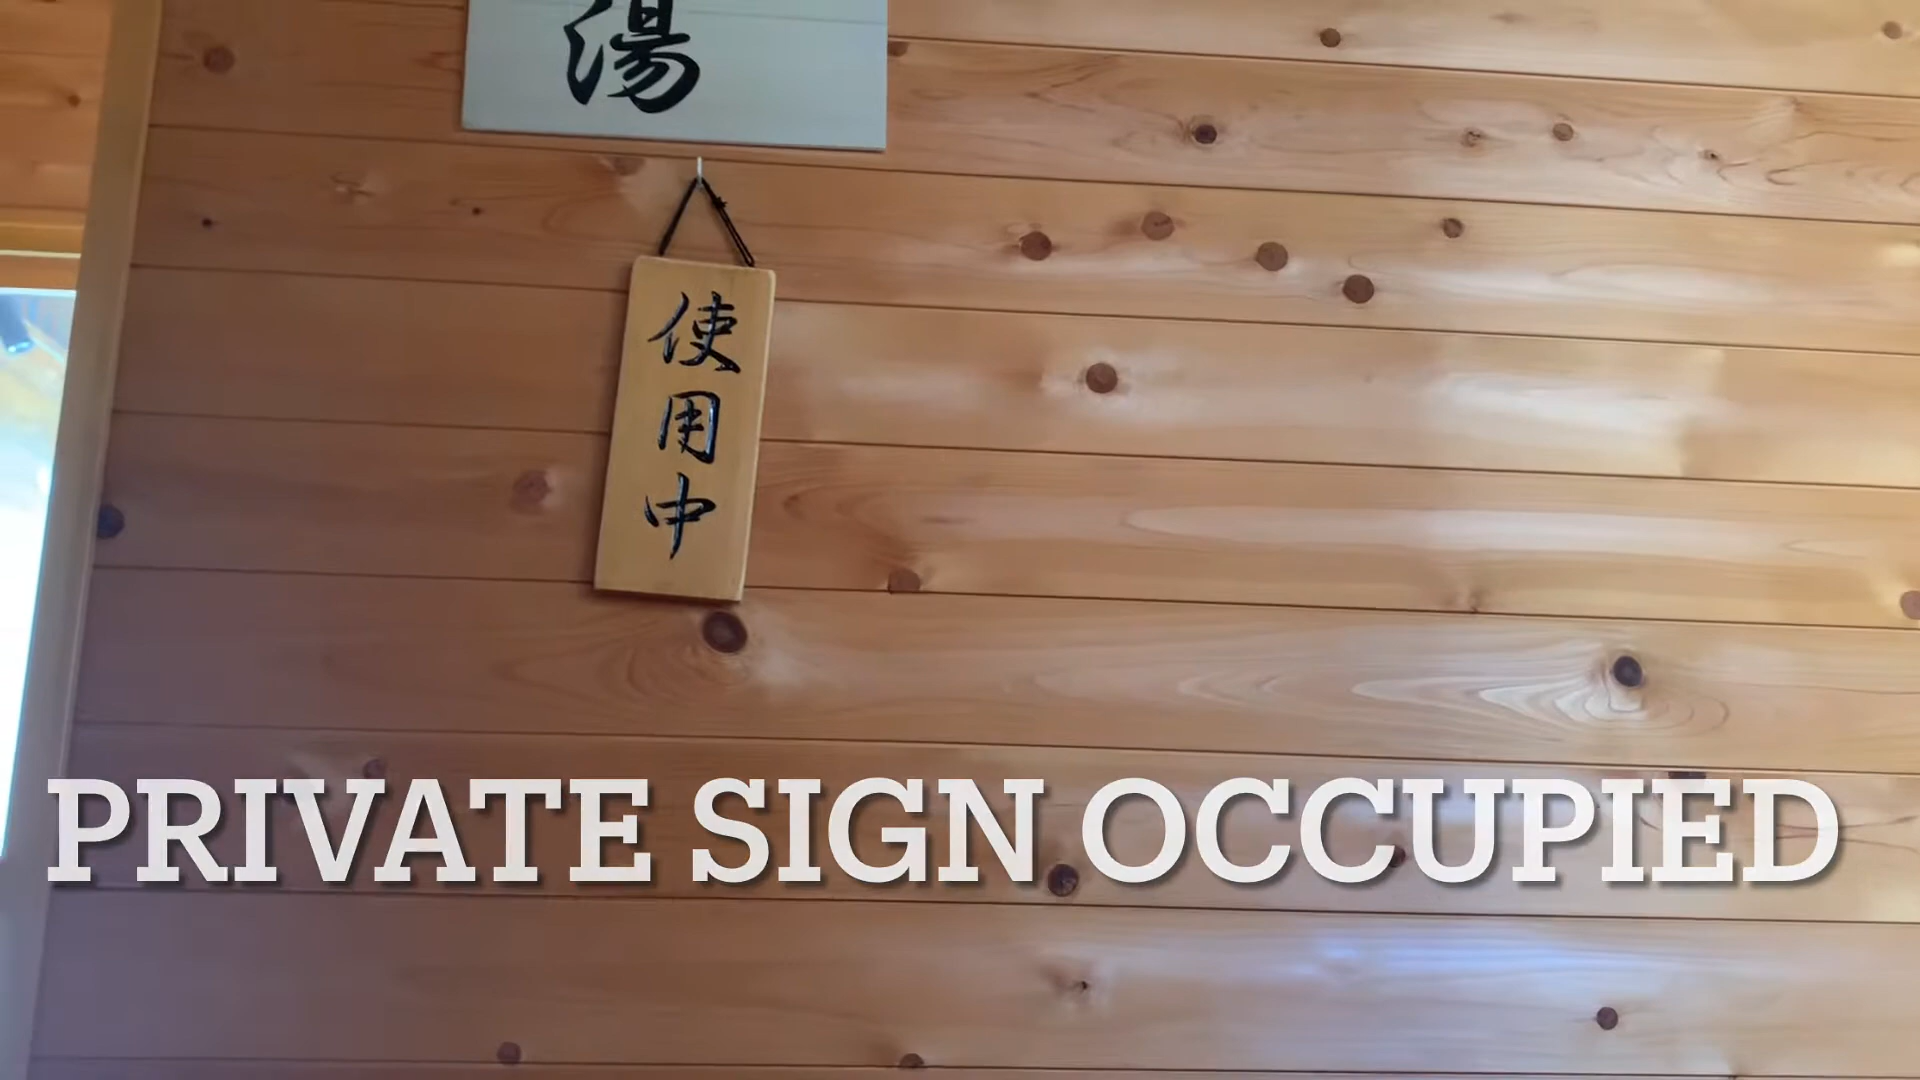 湯
使用中
PRIVATE SIGN OCCUPIED